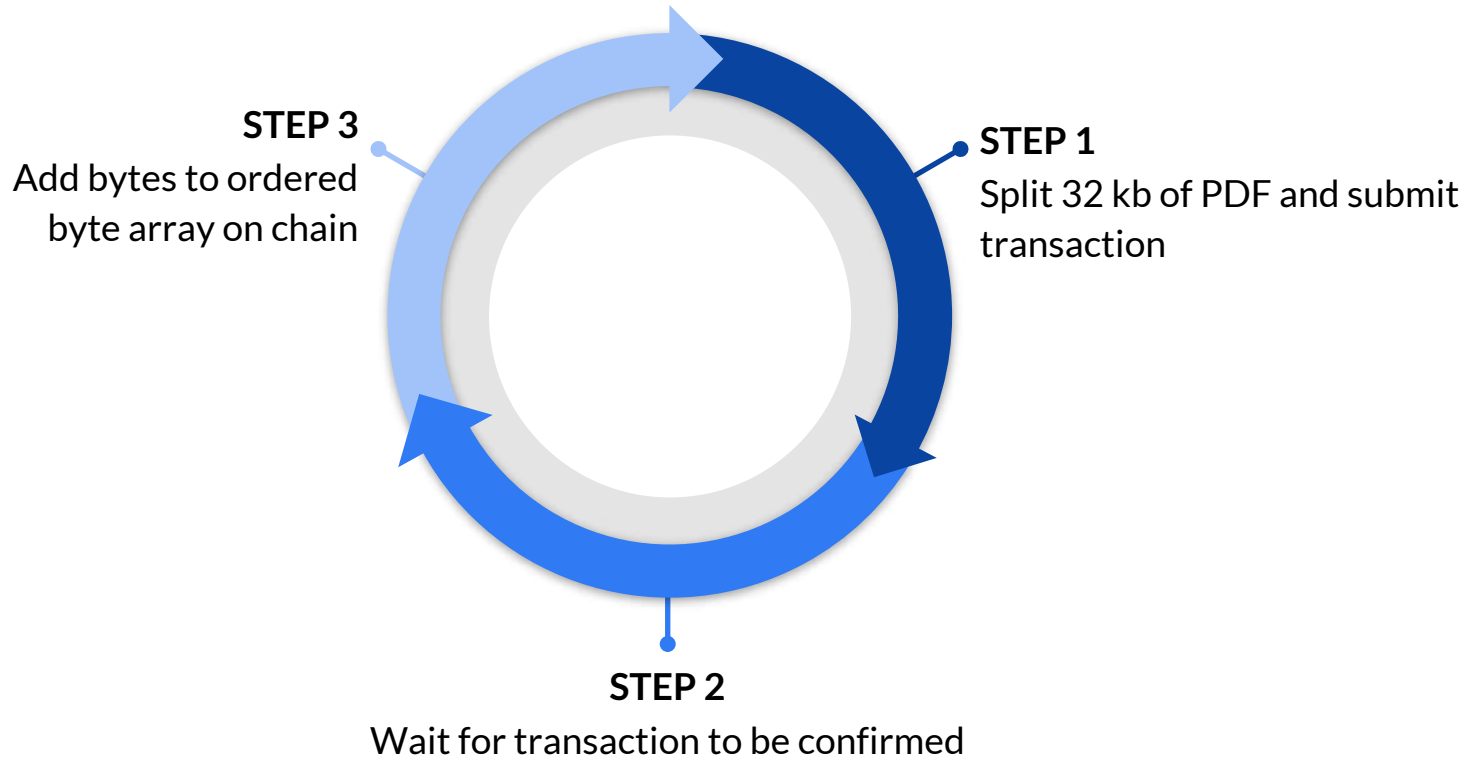 STEP 3
Add bytes to ordered
byte array on chain
STEP 1
Split 32 kb of PDF and submit
transaction
STEP 2
Wait for transaction to be confirmed